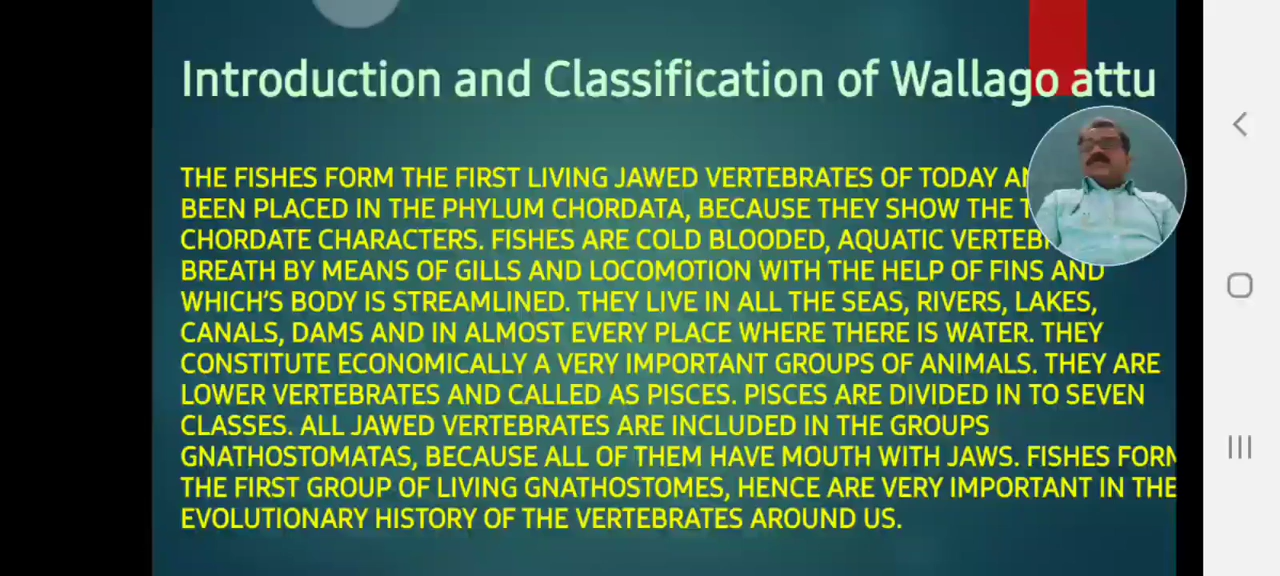 Introduction and Classification of Wallago attu
THE FISHES FORM THE FIRST LIVING JAWED VERTEBRATES OF TODAY
BEEN PLACED IN THE PHYLUM CHORDATA, BECAUSE THEY SHOW THE
CHORDATE CHARACTERS. FISHES ARE COLD BLOODED, AQUATIC
BREATH BY MEANS OF GILLS AND LOCOMOTION WITH THE HELP OF FINS AND
WHICH'S BODY IS STREAMLINED. THEY LIVE IN ALL THE SEAS, RIVERS, LAKES,
CANALS, DAMS AND IN ALMOST EVERY PLACE WHERE THERE IS WATER. THEY
CONSTITUTE ECONOMICALLY A VERY IMPORTANT GROUPS OF ANIMALS. THEY ARE
LOWER VERTEBRATES AND CALLED AS PISCES. PISCES ARE DIVIDED IN TO SEVEN
CLASSES. ALL JAWED VERTEBRATES ARE INCLUDED IN THE GROUPS
GNATHOSTOMATAS, BECAUSE ALL OF THEM HAVE MOUTH WITH JAWS. FISHES FORM
THE FIRST GROUP OF LIVING GNATHOSTOMES, HENCE ARE VERY IMPORTANT IN THE
EVOLUTIONARY HISTORY OF THE VERTEBRATES AROUND US.